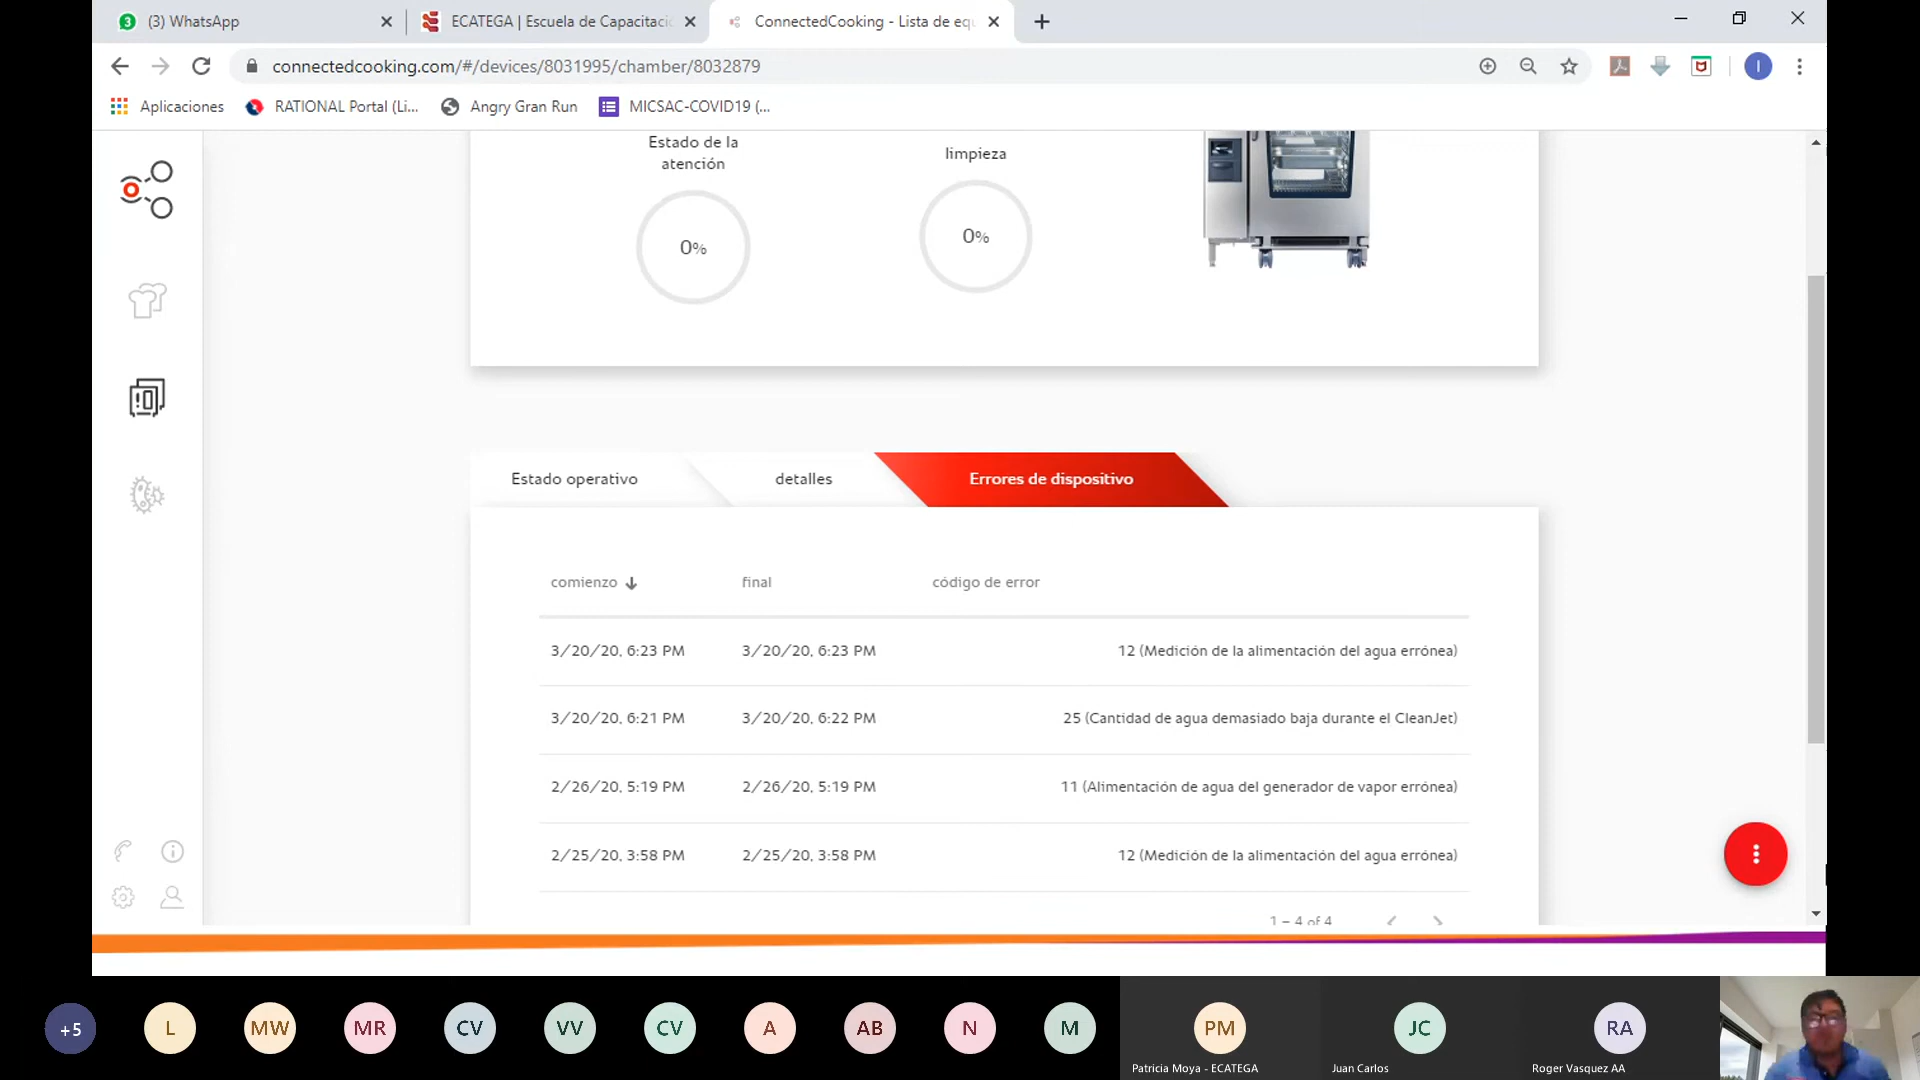 3 (3) WhatsApp
ECATEGA | Escuela de Capacitació
ConnectedCooking - Lista de equ
connectedcooking.com/#/devices/8031995/chamber/8032879
I
Aplicaciones
RATIONAL Portal (Li...
Angry Gran Run
MICSAC-COVID19 (...
Estado de la
atención
limpieza
0%
0%
Estado operativo
detalles
Errores de dispositivo
comienzo
final
código de error
3/20/20, 6:23 PM
3/20/20, 6:23 PM
12 (Medición de la alimentación del agua errónea)
3/20/20, 6:21 PM
3/20/20, 6:22 PM
25 (Cantidad de agua demasiado baja durante el CleanJet)
2/26/20, 5:19 PM
2/26/20, 5:19 PM
11 (Alimentación de agua del generador de vapor errónea)
2/25/20, 3:58 PM
2/25/20, 3:58 PM
12 (Medición de la alimentación del agua errónea)
1 – 4 of 4
+5
L
MW
MR
CV
VV
CV
A
AB
N
M
PM
JC
RA
Patricia Moya - ECATEGA
Juan Carlos
Roger Vasquez AA